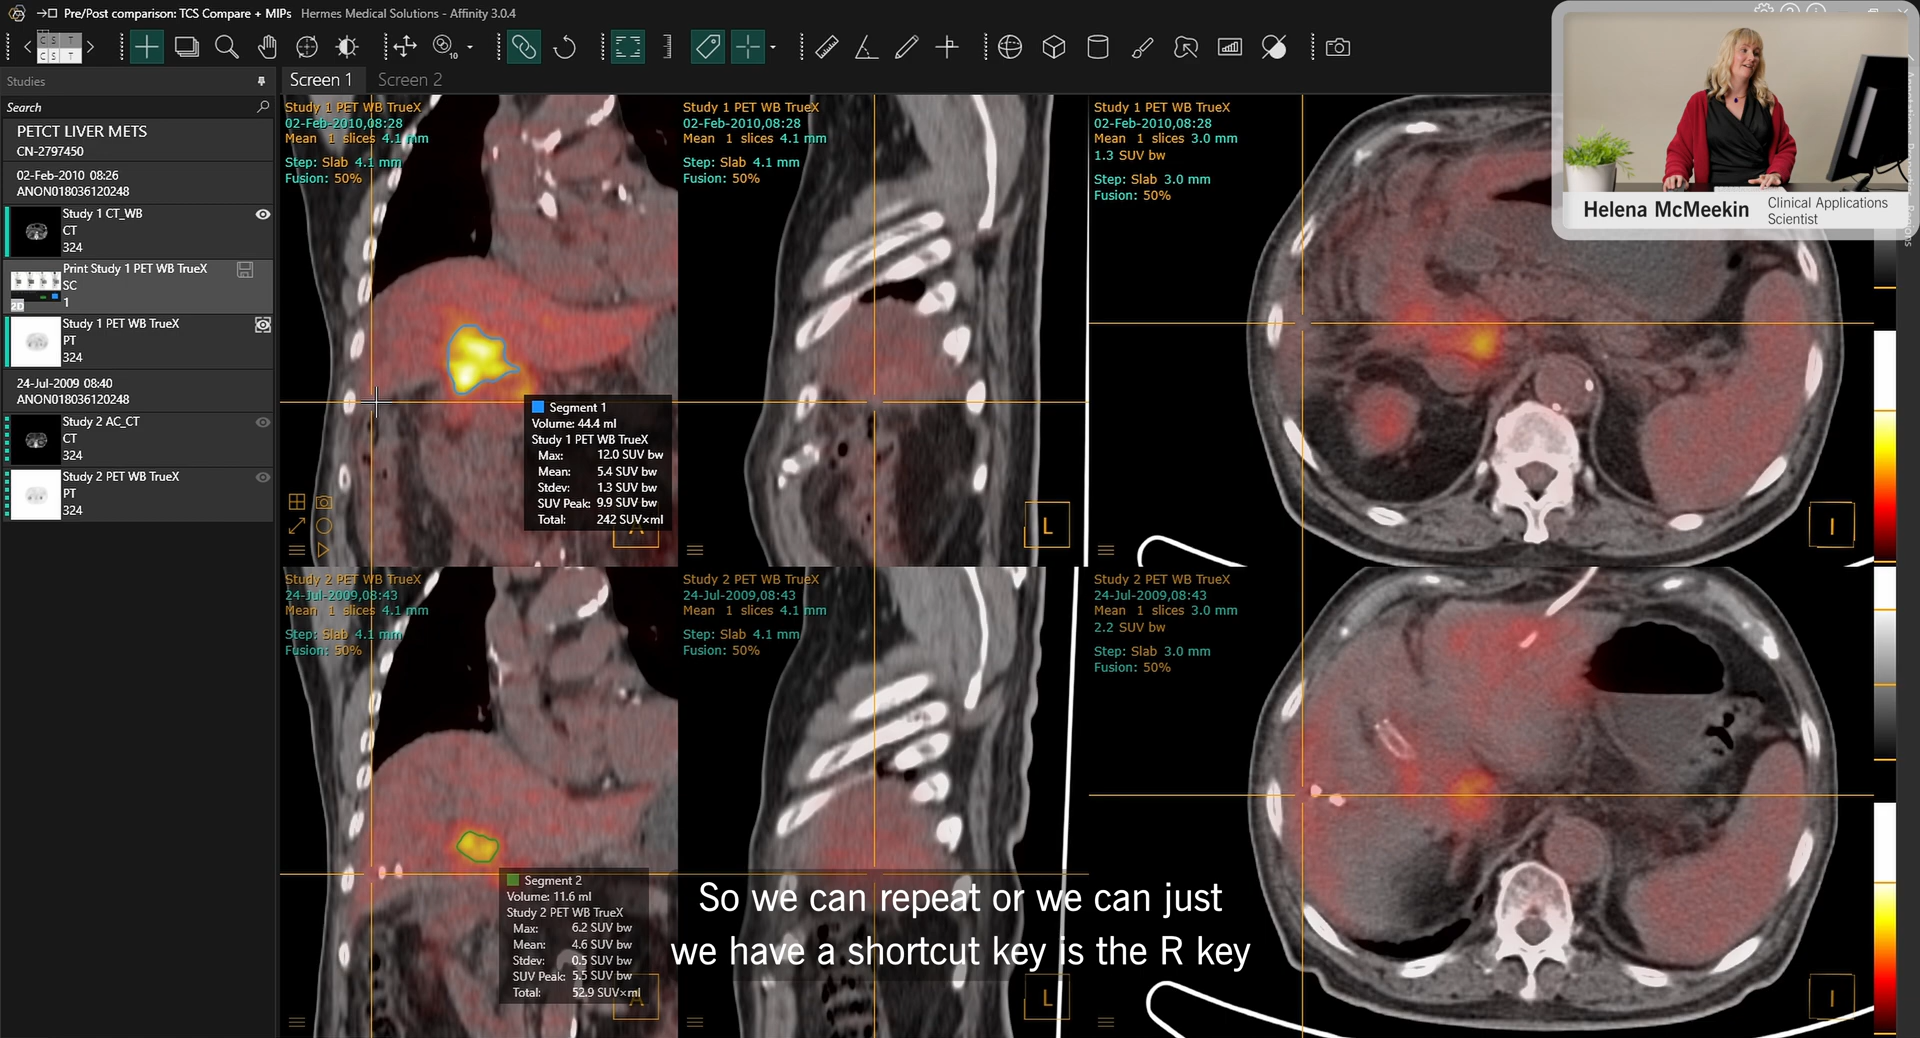 Pre/Post comparison: TCS Compare + MIPs Hermes Medical Solutions - Affinity 3.0.4
Studies
Search
PETCT LIVER METS
CN-2797450
02-Feb-2010 08:26
ANON018036120248
Study 1 CT_WB
CT
324
Print Study 1 PET WB TrueX
SC
1
2D
Study 1 PET WB TrueX
PT
324
24-Jul-2009 08:40
ANON018036120248
Study 2 AC_CT
CT
324
Study 2 PET WB TrueX
PT
324
Screen 1 Screen 2
Study 1 PET WB TrueX
02-Feb-2010,08:28
Mean 1 slices 4.1 mm
Step: Slab 4.1 mm
Fusion: 50%
Segment 1
Volume: 44.4 ml
Study 1 PET WB TrueX
Max: 12.0 SUV bw
Mean: 5.4 SUV bw
Stdev: 1.3 SUV bw
SUV Peak: 9.9 SUV bw
Total: 242 SUV×ml
A
Study 1 PET WB TrueX
02-Feb-2010,08:28
Mean 1 slices 4.1 mm
Step: Slab 4.1 mm
Fusion: 50%
L
Study 1 PET WB TrueX
02-Feb-2010,08:28
Mean 1 slices 3.0 mm
1.3 SUV bw
Step: Slab 3.0 mm
Fusion: 50%
I
Helena McMeekin Clinical Applications
Scientist
Study 2 PET WB TrueX
24-Jul-2009,08:43
Mean 1 slices 4.1 mm
Step: Slab 4.1 mm
Fusion: 50%
Segment 2
Volume: 11.6 ml
Study 2 PET WB TrueX
Max: 6.2 SUV bw
Mean: 4.6 SUV bw
Stdev: 0.5 SUV bw
SUV Peak: 5.5 SUV bw
Total: 52.9 SUV×ml
A
Study 2 PET WB TrueX
24-Jul-2009,08:43
Mean 1 slices 4.1 mm
Step: Slab 4.1 mm
Fusion: 50%
L
Study 2 PET WB TrueX
24-Jul-2009,08:43
Mean 1 slices 3.0 mm
2.2 SUV bw
Step: Slab 3.0 mm
Fusion: 50%
I
So we can repeat or we can just
we have a shortcut key is the R key